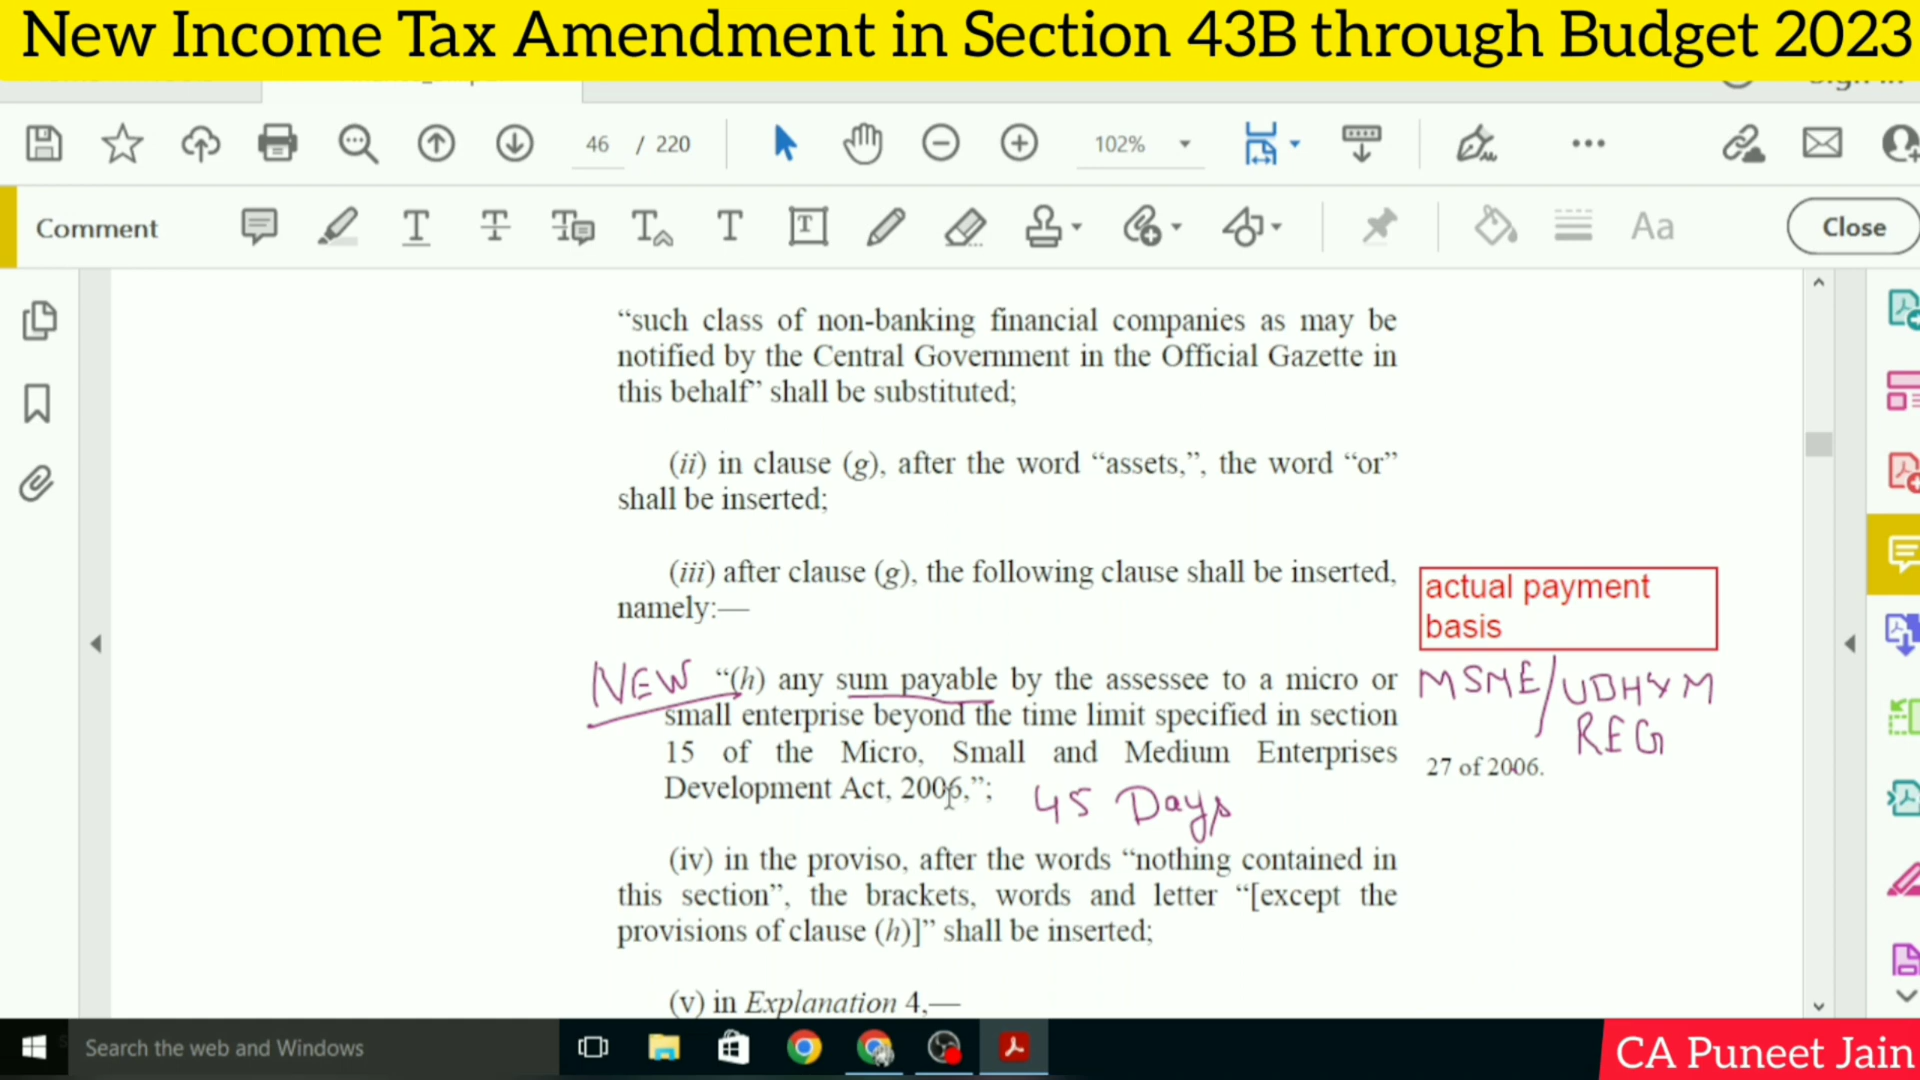 New Income Tax Amendment in Section 43B through Budget 2023
46 / 220
102%
Comment
Aa
Close
“such class of non-banking financial companies as may be
notified by the Central Government in the Official Gazette in
this behalf” shall be substituted;
(ii) in clause (g), after the word “assets,”, the word “or”
shall be inserted;
(iii) after clause (g), the following clause shall be inserted,
namely:—
actual payment
basis
NEW “(h) any sum payable by the assessee to a micro or
small enterprise beyond the time limit specified in section
15 of the Micro, Small and Medium Enterprises
Development Act, 2006,”;
MSME/UDHYM
REG
27 of 2006.
45 Days
(iv) in the proviso, after the words “nothing contained in
this section”, the brackets, words and letter “[except the
provisions of clause (h)]” shall be inserted;
(v) in Explanation 4,—
Search the web and Windows
CA Puneet Jain